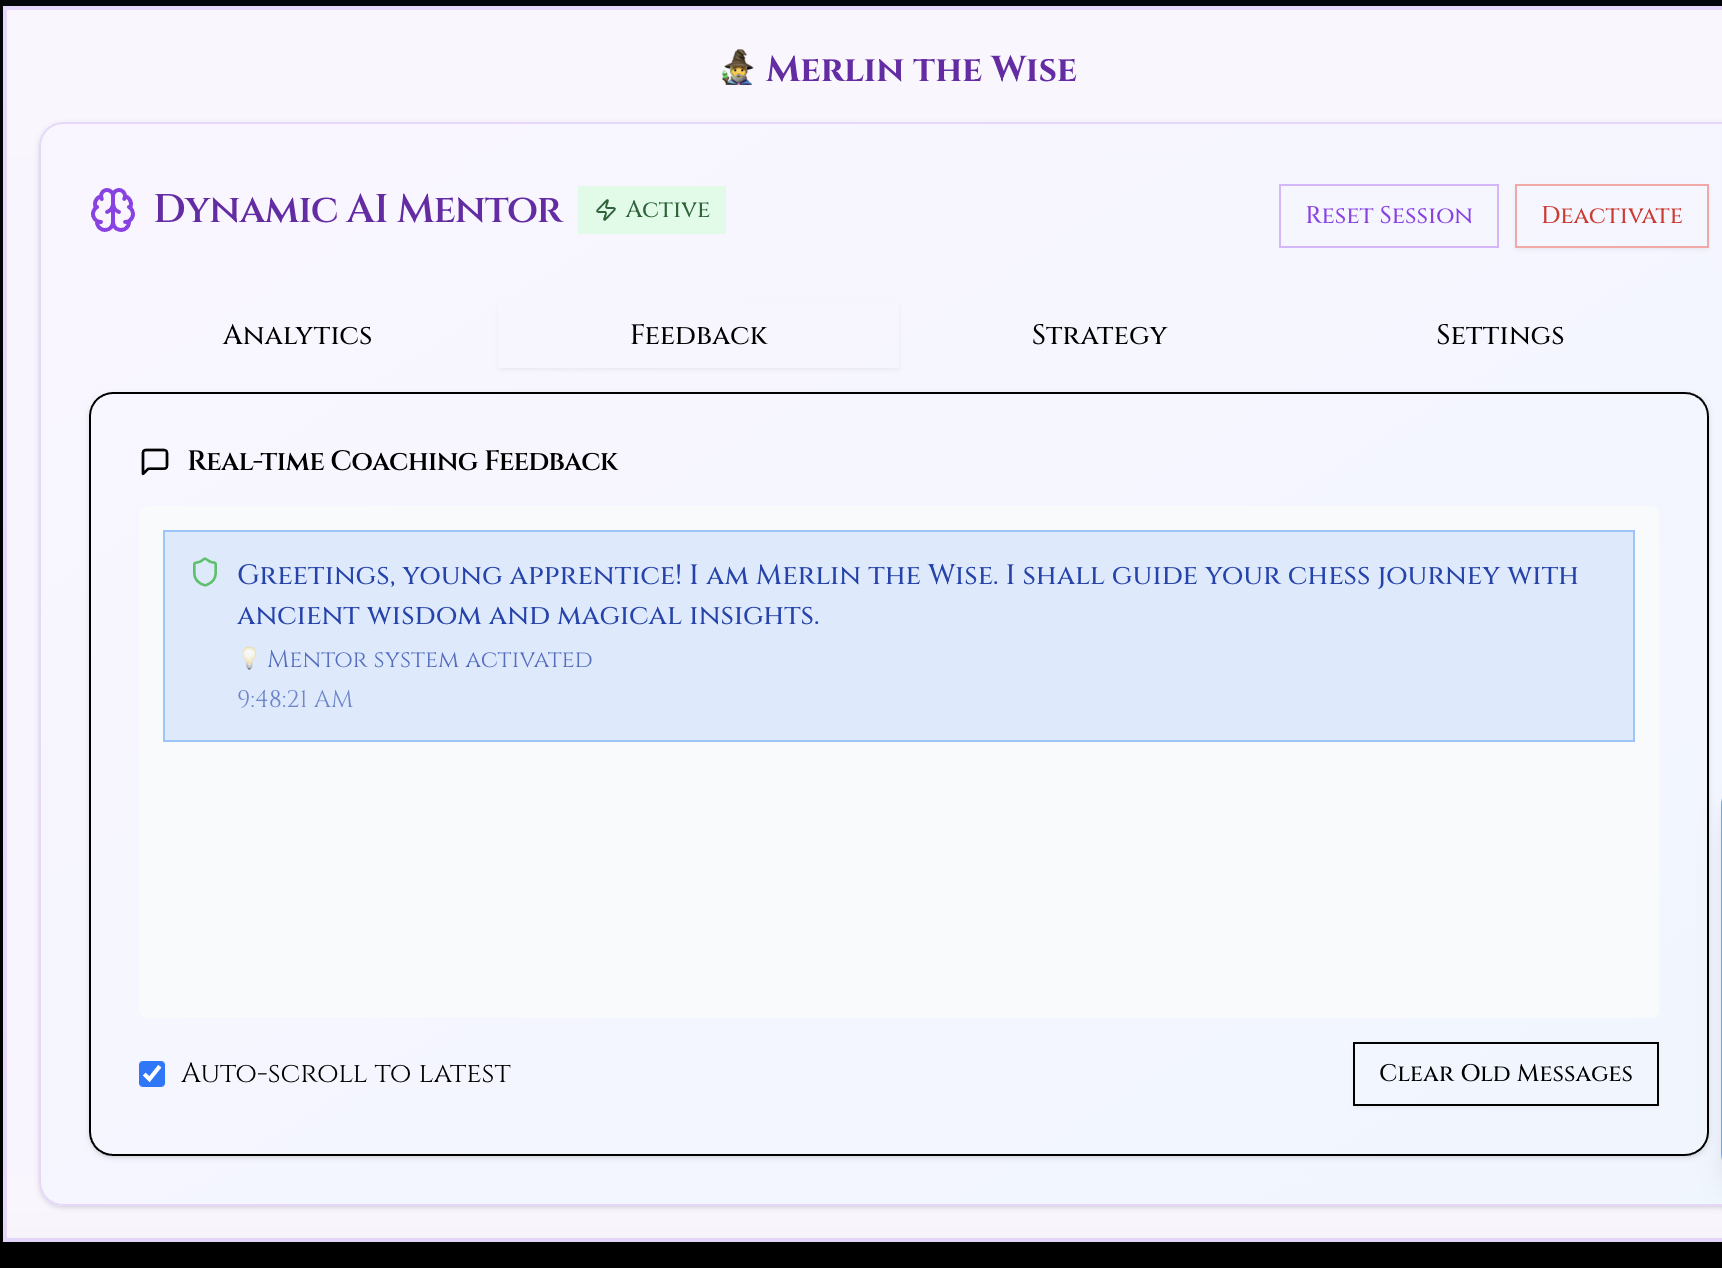 Merlin the Wise
Dynamic AI Mentor
Active
Reset Session
Deactivate
Analytics
Feedback
Strategy
Settings
Real-time Coaching Feedback
Greetings, young apprentice! I am Merlin the Wise. I shall guide your chess journey with
ancient wisdom and magical insights.
💡 Mentor system activated
9:48:21 AM
Auto-scroll to latest
Clear Old Messages